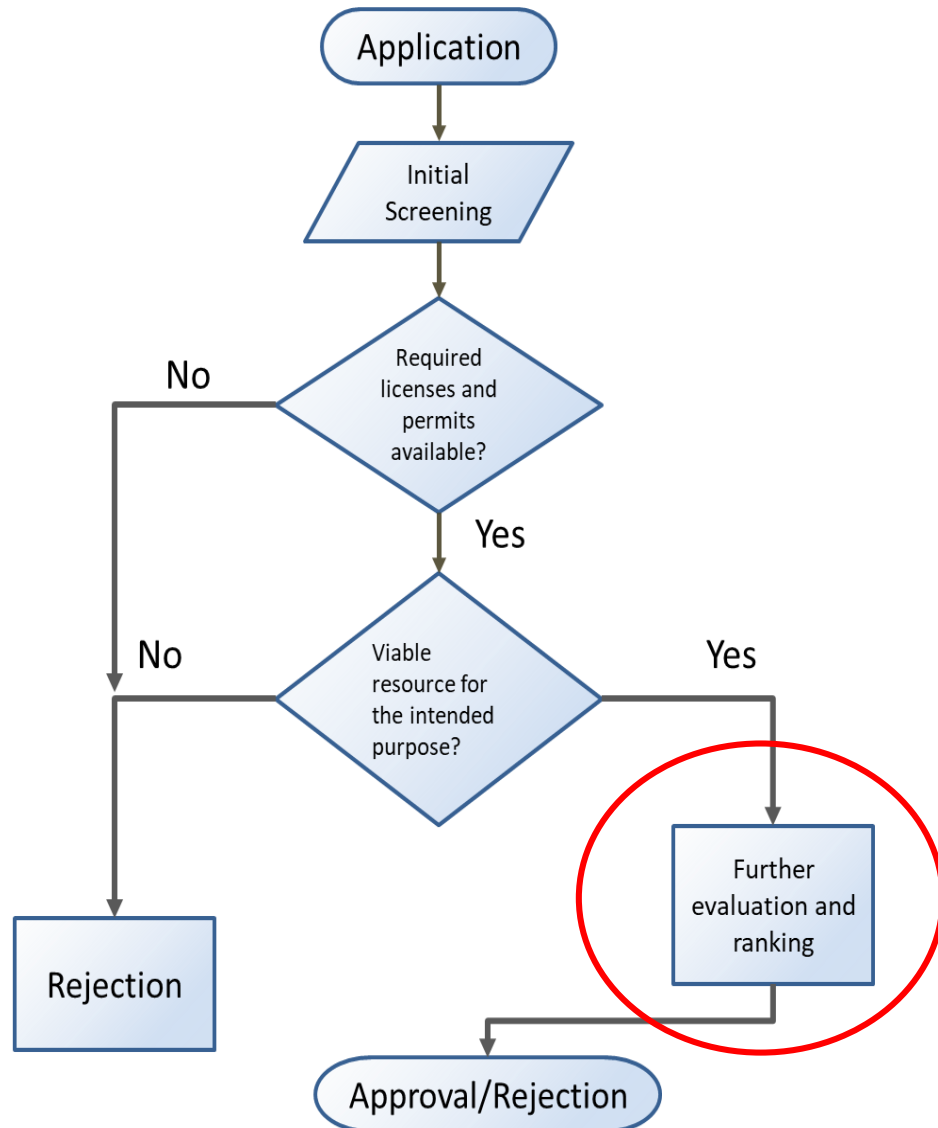 Application
Initial
Screening
Required
licenses and
permits
available?
No
Yes
Viable
resource for
the intended
purpose?
No
Yes
Further
evaluation and
ranking
Rejection
Approval/Rejection